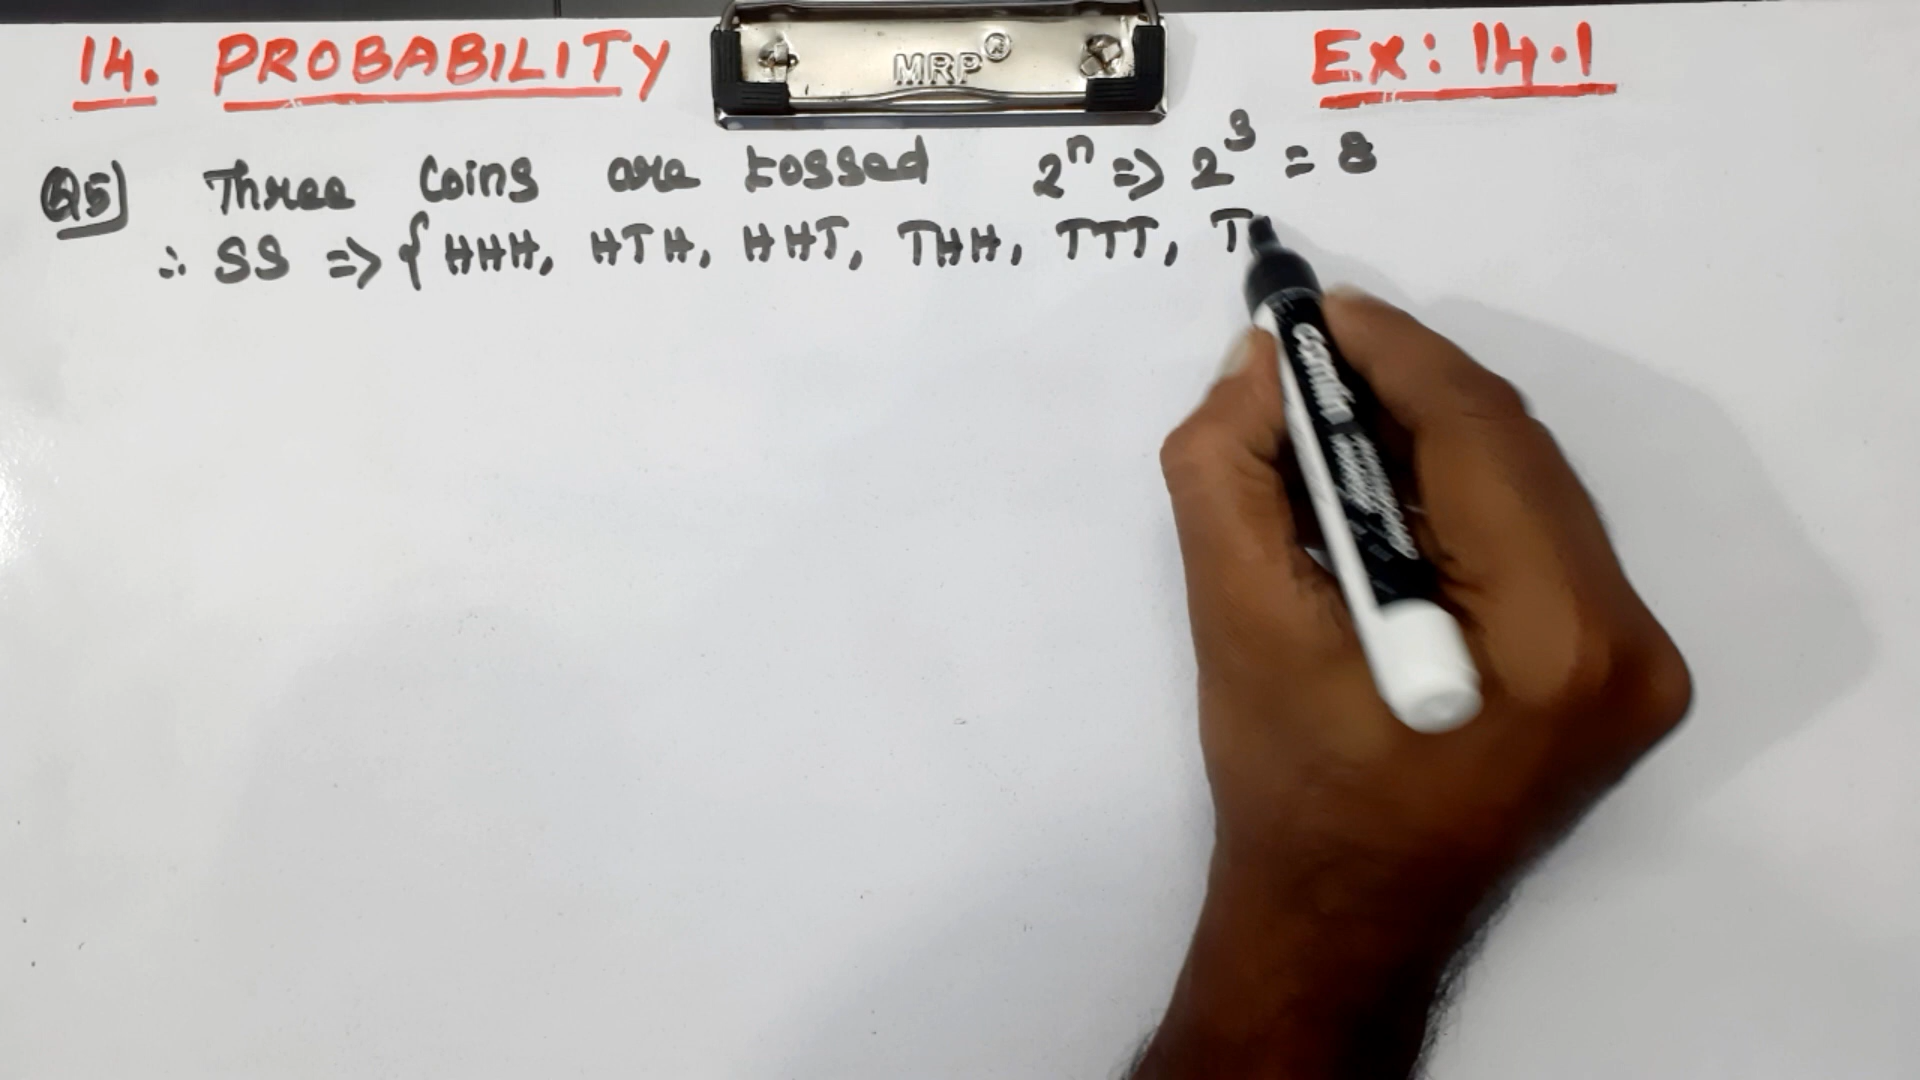 14. PROBABILITY
MRP®
Ex: 14.1
Q5] Three Coins are tossed 2ⁿ => 2³ = 8
∴ SS => { HHH, HTH, HHT, THH, TTT, T
camlin